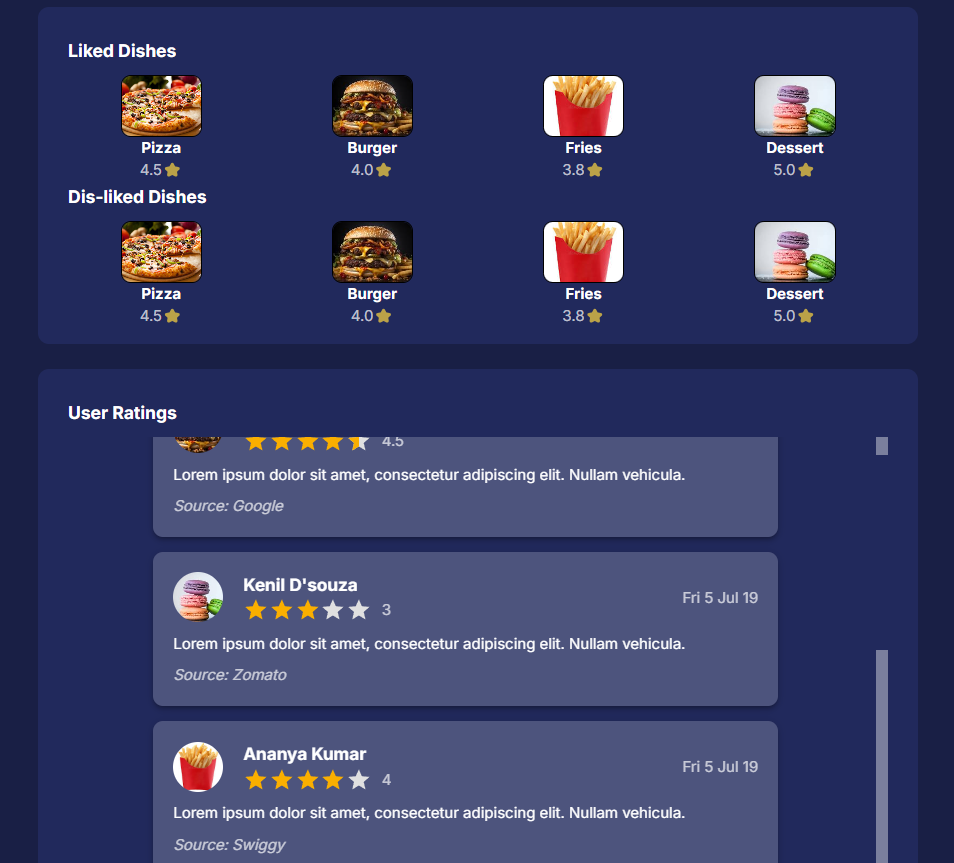 Liked Dishes
Pizza Burger Fries Dessert
4.5 4.0 3.8 5.0
Dis-liked Dishes
Pizza Burger Fries Dessert
4.5 4.0 3.8 5.0
User Ratings
4.5
Lorem ipsum dolor sit amet, consectetur adipiscing elit. Nullam vehicula.
Source: Google
Kenil D'souza
Fri 5 Jul 19
3
Lorem ipsum dolor sit amet, consectetur adipiscing elit. Nullam vehicula.
Source: Zomato
Ananya Kumar
Fri 5 Jul 19
4
Lorem ipsum dolor sit amet, consectetur adipiscing elit. Nullam vehicula.
Source: Swiggy